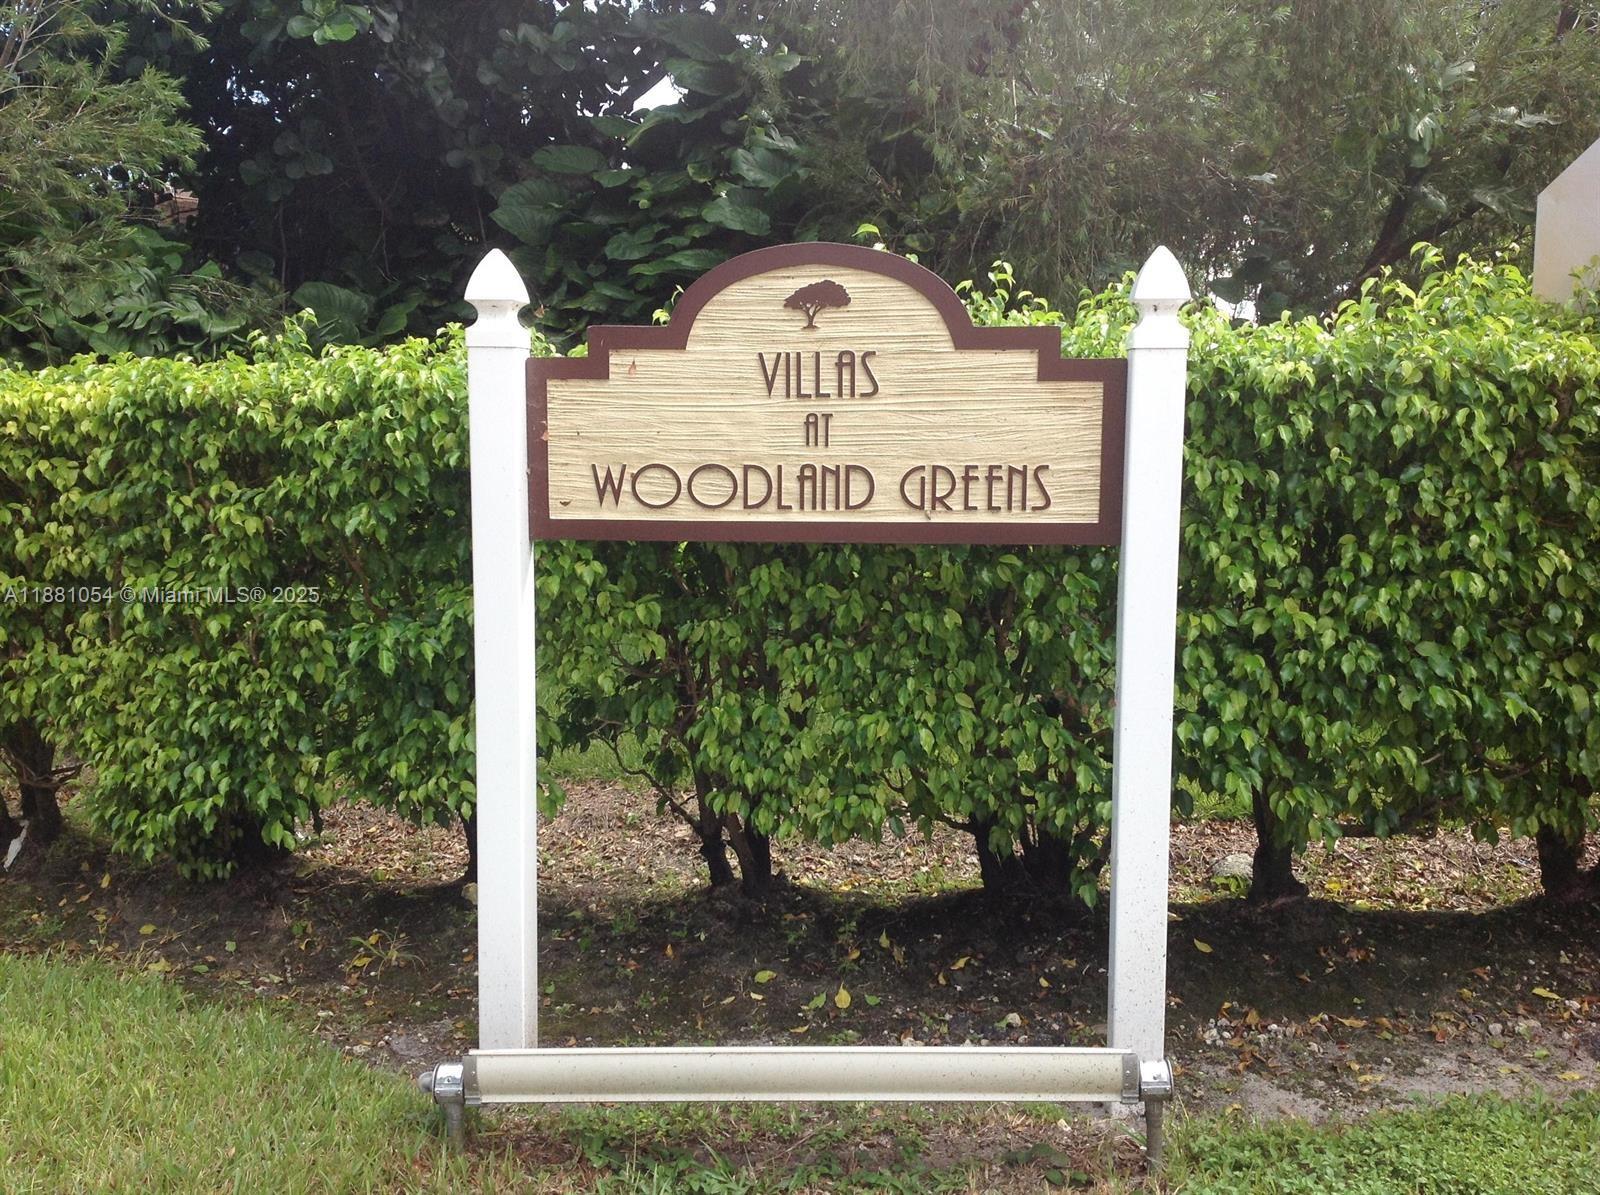 VILLAS
AT
WOODLAND GREENS
A11881054 © Miami MLS® 2025